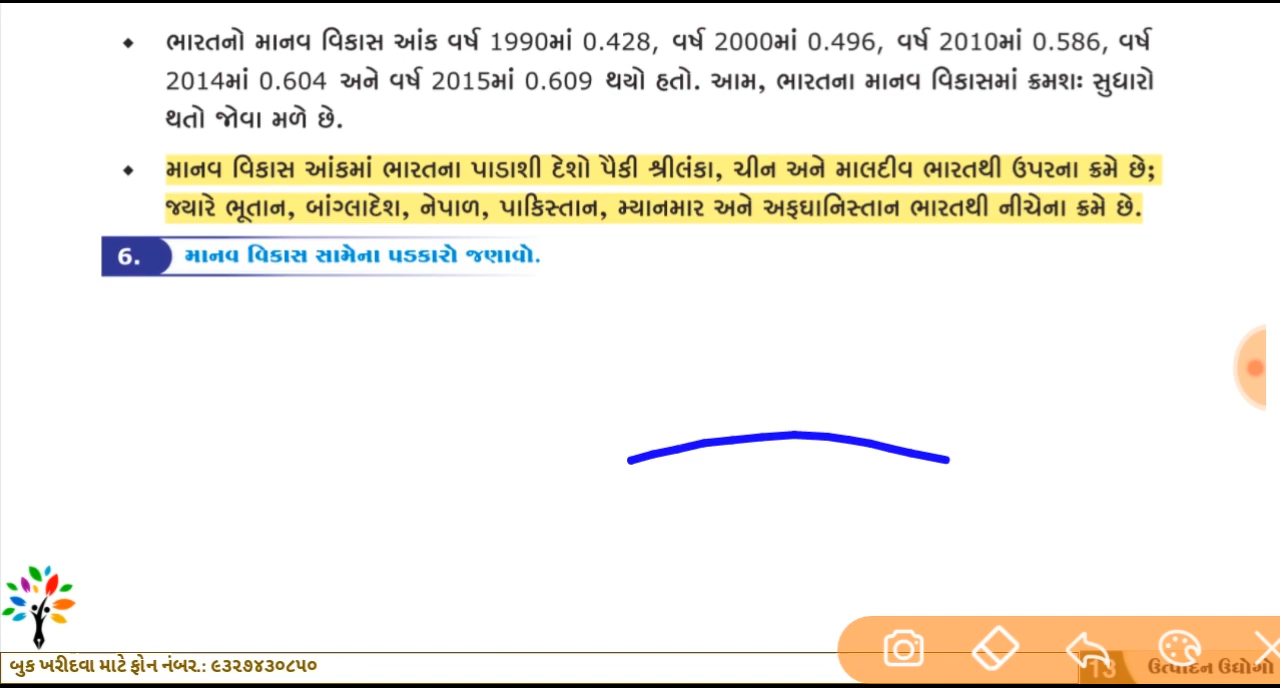 ◆ ભારતનો માનવ વિકાસ આંક વર્ષ 1990માં 0.428, વર્ષ 2000માં 0.496, વર્ષ 2010માં 0.586, વર્ષ
2014માં 0.604 અને વર્ષ 2015માં 0.609 થયો હતો. આમ, ભારતના માનવ વિકાસમાં ક્રમશઃ સુધારો
થતો જોવા મળે છે.
◆ માનવ વિકાસ આંકમાં ભારતના પાડાશી દેશો પૈકી શ્રીલંકા, ચીન અને માલદીવ ભારતથી ઉપરના ક્રમે છે;
જ્યારે ભૂતાન, બાંગ્લાદેશ, નેપાળ, પાકિસ્તાન, મ્યાનમાર અને અફઘાનિસ્તાન ભારતથી નીચેના ક્રમે છે.
6. માનવ વિકાસ સામેના પડકારો જણાવો.
બુક ખરીદવા માટે ફોન નંબર.: ૯૩૨૭૪૩૦૮૫૦
13 ઉત્પાદન ઉદ્યોગો